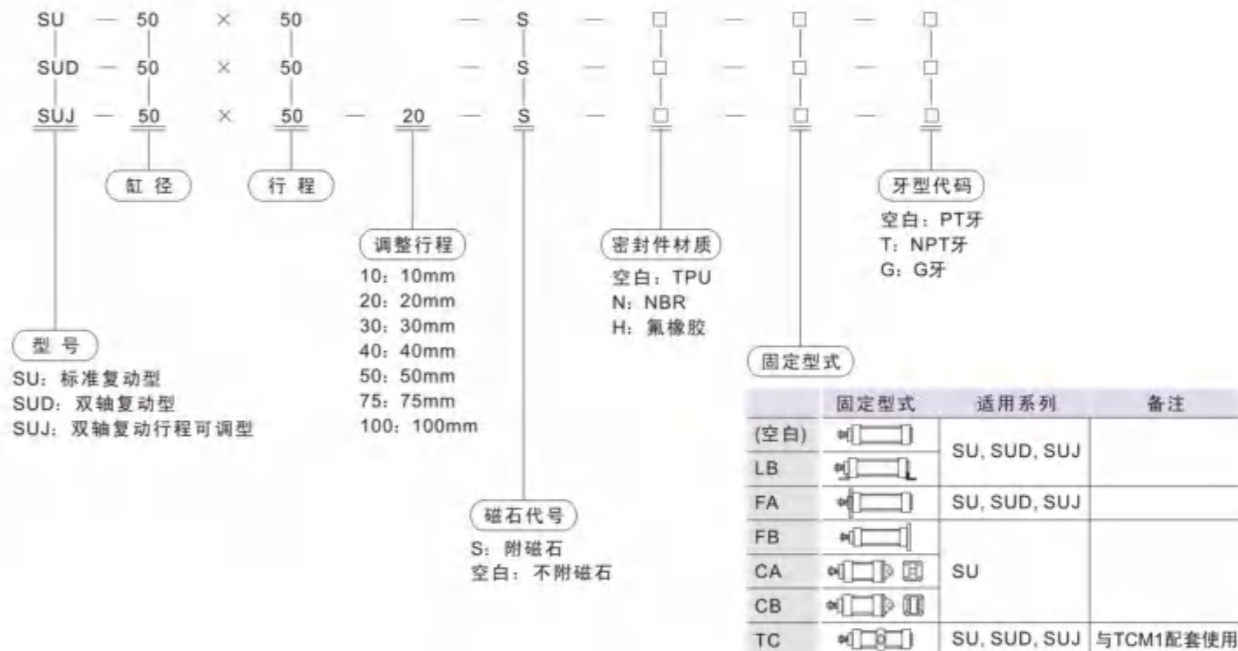 SU — 50 × 50 — S — □ — □ — □
SUD — 50 × 50 — S — □ — □ — □
SUJ — 50 × 50 — 20 — S — □ — □ — □
缸径
行程
牙型代码
空白：PT牙
T：NPT牙
G：G牙
调整行程
10：10mm
20：20mm
30：30mm
40：40mm
50：50mm
75：75mm
100：100mm
密封件材质
空白：TPU
N：NBR
H：氟橡胶
型号
SU：标准复动型
SUD：双轴复动型
SUJ：双轴复动行程可调型
固定型式
固定型式 适用系列 备注
(空白) SU, SUD, SUJ
LB
FA SU, SUD, SUJ
FB
CA SU
CB
TC SU, SUD, SUJ 与TCM1配套使用
磁石代号
S：附磁石
空白：不附磁石